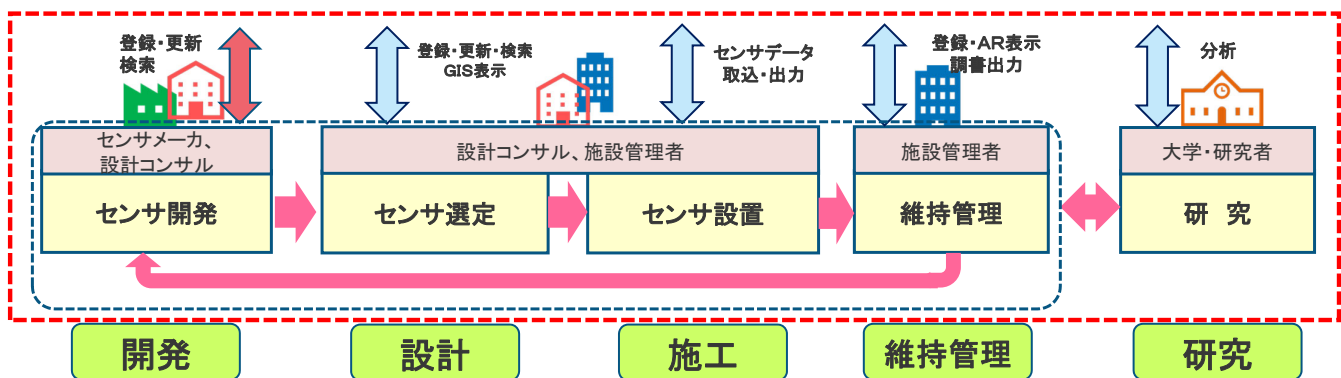 登録・更新
検索
登録・更新・検索
GIS表示
センサデータ
取込・出力
登録・AR表示
調書出力
分析
センサメーカ、
設計コンサル
設計コンサル、施設管理者
施設管理者
大学・研究者
センサ開発
センサ選定
センサ設置
維持管理
研 究
開発
設計
施工
維持管理
研究